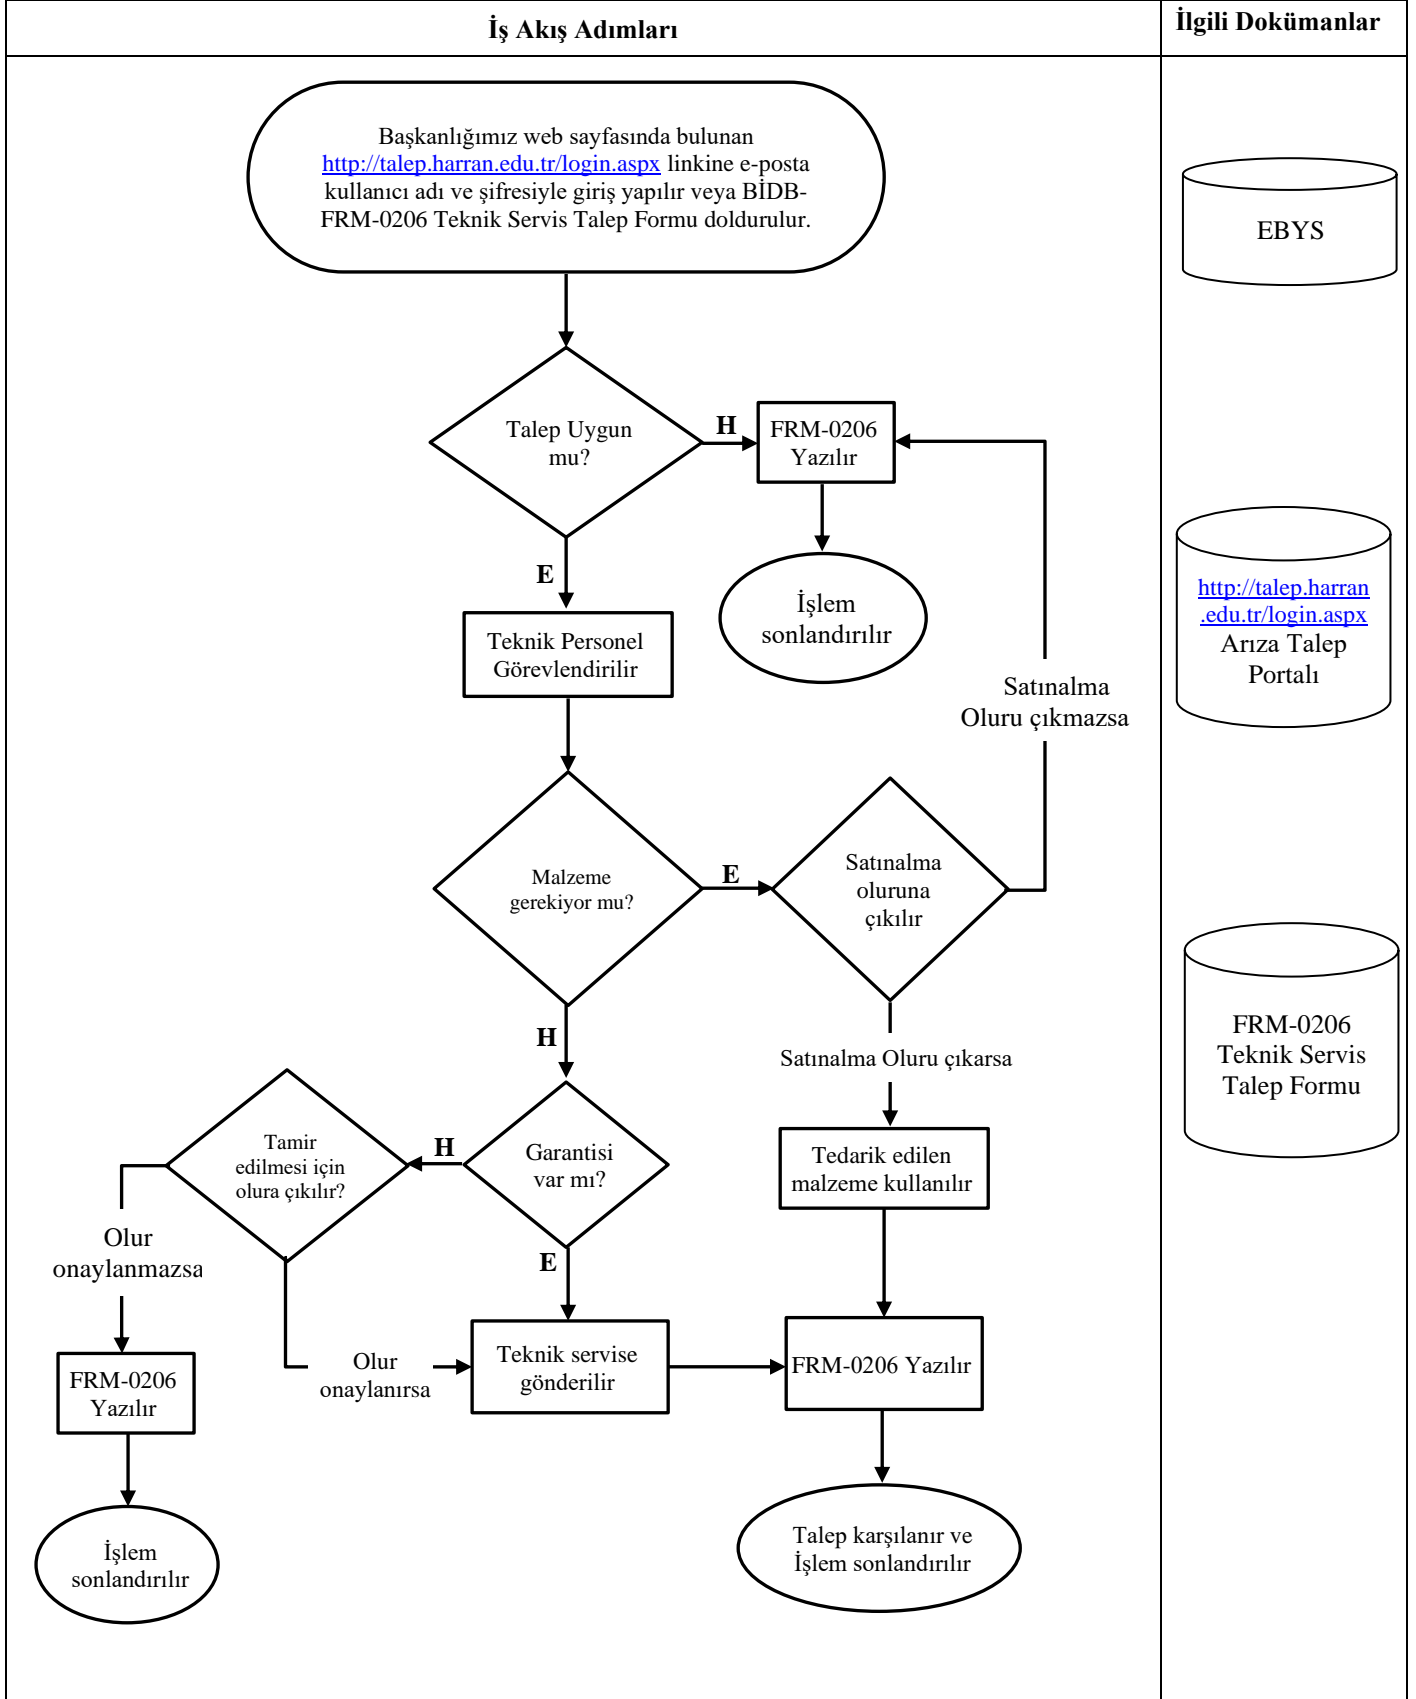 İş Akış Adımları
İlgili Dokümanlar
Başkanlığımız web sayfasında bulunan
http://talep.harran.edu.tr/login.aspx linkine e-posta
kullanıcı adı ve şifresiyle giriş yapılır veya BİDB-
FRM-0206 Teknik Servis Talep Formu doldurulur.
EBYS
Talep Uygun
mu?
H
FRM-0206
Yazılır
E
İşlem
sonlandırılır
http://talep.harran
.edu.tr/login.aspx
Arıza Talep
Portalı
Teknik Personel
Görevlendirilir
Satınalma
Oluru çıkmazsa
Malzeme
gerekiyor mu?
E
Satınalma
oluruna
çıkılır
H
Satınalma Oluru çıkarsa
FRM-0206
Teknik Servis
Talep Formu
Tamir
edilmesi için
olura çıkılır?
H
Garantisi
var mı?
Tedarik edilen
malzeme kullanılır
Olur
onaylanmazsa
E
Olur
onaylanırsa
Teknik servise
gönderilir
FRM-0206 Yazılır
FRM-0206
Yazılır
İşlem
sonlandırılır
Talep karşılanır ve
İşlem sonlandırılır